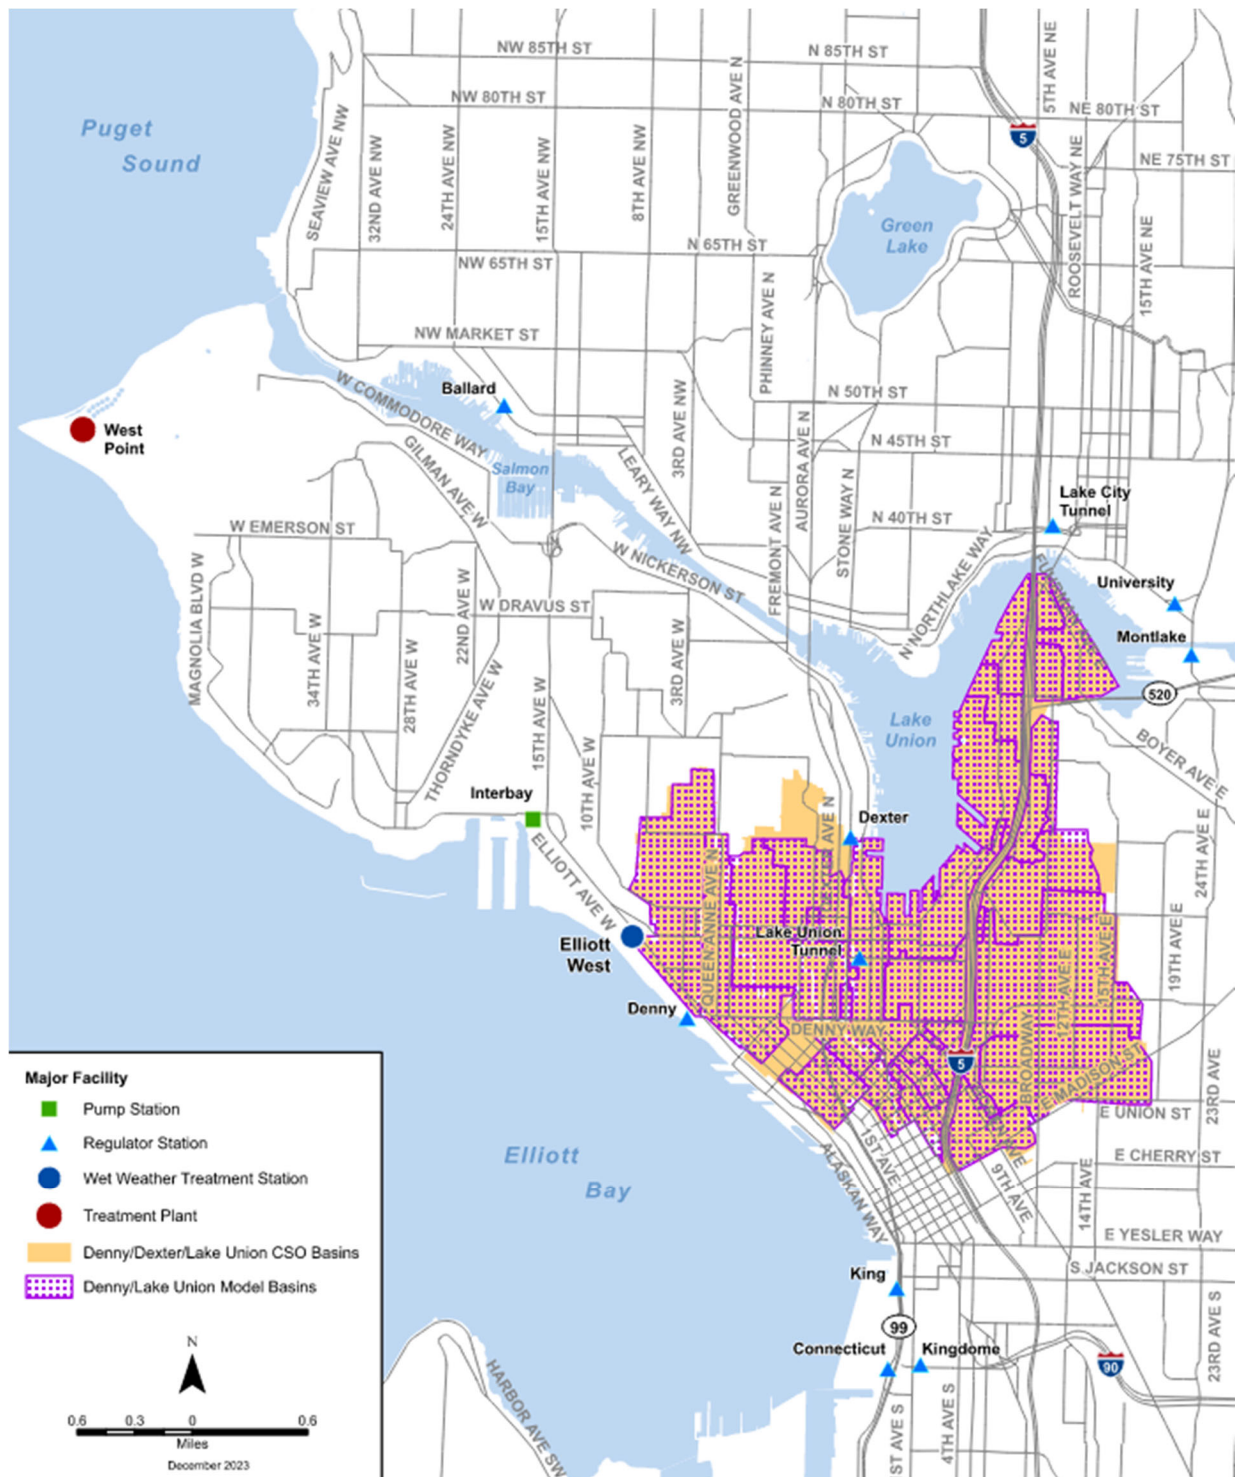 NW 85TH ST
N 85TH ST
5TH AVE NE
NW 80TH ST
N 80TH ST
NE 80TH ST
GREENWOOD AVE N
5
Puget
Sound
NE 75TH ST
SEAVIEW AVE NW
32ND AVE NW
24TH AVE NW
15TH AVE NW
8TH AVE NW
ROOSEVELT WAY NE
15TH AVE NE
Green
Lake
N 65TH ST
NW 65TH ST
PHINNEY AVE N
NW MARKET ST
W COMMODORE WAY
Ballard
3RD AVE NW
N 50TH ST
AURORA AVE N
West
Point
GILMAN AVE W
Salmon
Bay
LEARY WAY NW
N 45TH ST
STONE WAY N
FREMONT AVE N
Lake City
Tunnel
N 40TH ST
W EMERSON ST
W NICKERSON ST
N NORTHLAKE WAY
University
MAGNOLIA BLVD W
34TH AVE W
28TH AVE W
22ND AVE W
W DRAVUS ST
3RD AVE W
Montlake
520
THORNDYKE AVE W
15TH AVE W
10TH AVE W
Lake
Union
BOYER AVE E
Interbay
ELLIOTT AVE W
Dexter
24TH AVE E
QUEEN ANNE AVE N
Elliott
West
Lake Union
Tunnel
12TH AVE E
15TH AVE E
19TH AVE E
Denny
DENNY WAY
5
BROADWAY
E MADISON ST
23RD AVE
E UNION ST
Elliott
Bay
1ST AVE
ALASKAN WAY
9TH AVE
14TH AVE
E CHERRY ST
E YESLER WAY
S JACKSON ST
King
99
Connecticut
Kingdome
90
23RD AVE S
4TH AVE S
HARBOR AVE SW
Major Facility
Pump Station
Regulator Station
Wet Weather Treatment Station
Treatment Plant
Denny/Dexter/Lake Union CSO Basins
Denny/Lake Union Model Basins
N
0.6 0.3 0 0.6
Miles
December 2023